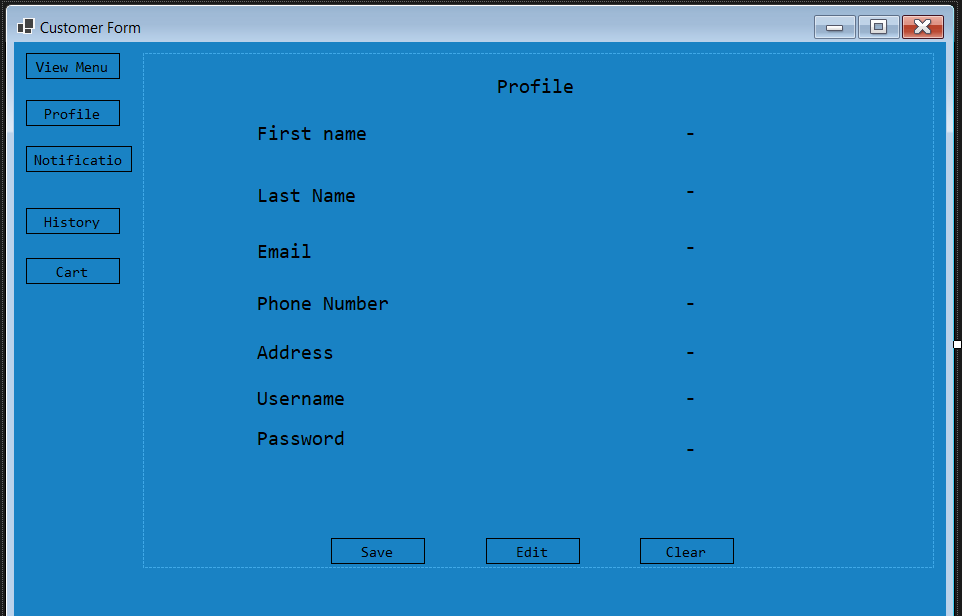 Customer Form
View Menu
Profile
Profile
First name -
Notificatio
Last Name -
History
Email -
Cart
Phone Number -
Address -
Username -
Password -
Save Edit Clear